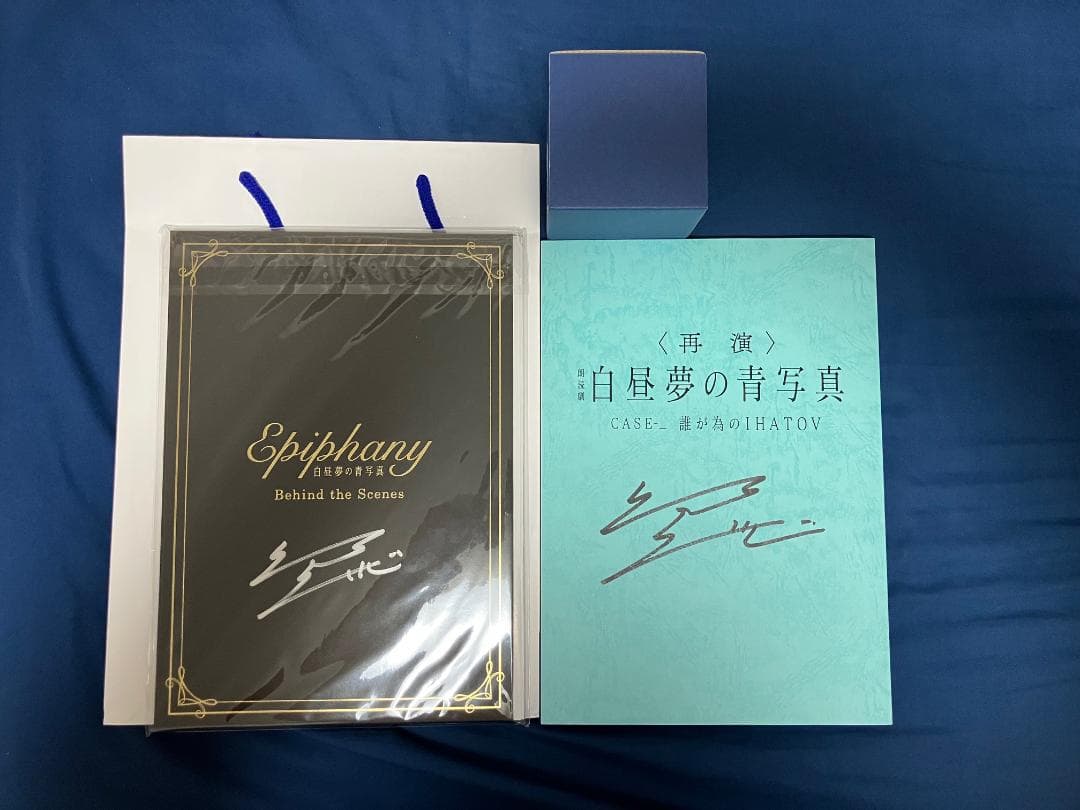 Epiphany
白昼夢の青写真
Behind the Scenes
〈再演〉
朗読劇
白昼夢の青写真
CASE-_ 誰が為のIHATOV